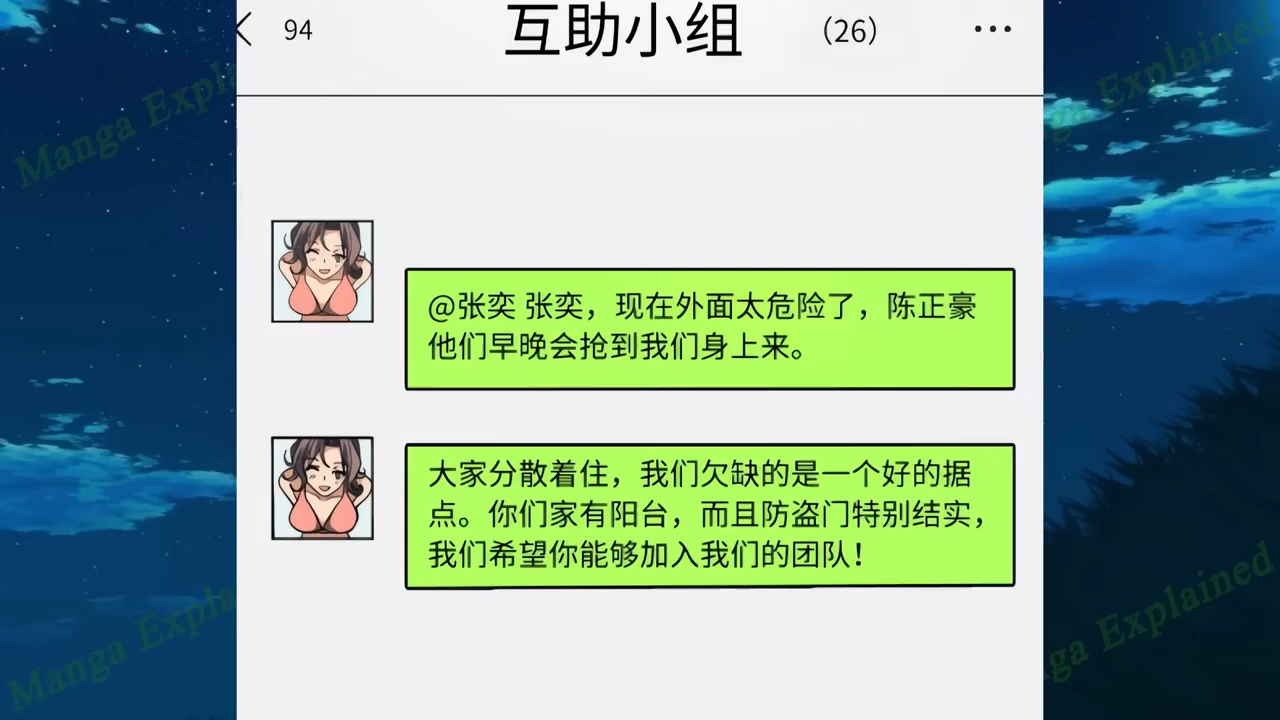 94 互助小组 (26) ···
@张奕 张奕，现在外面太危险了，陈正豪
他们早晚会抢到我们身上来。
大家分散着住，我们欠缺的是一个好的据
点。你们家有阳台，而且防盗门特别结实，
我们希望你能够加入我们的团队！
Manga Expla
Manga Explained
Manga Expla
nga Explained